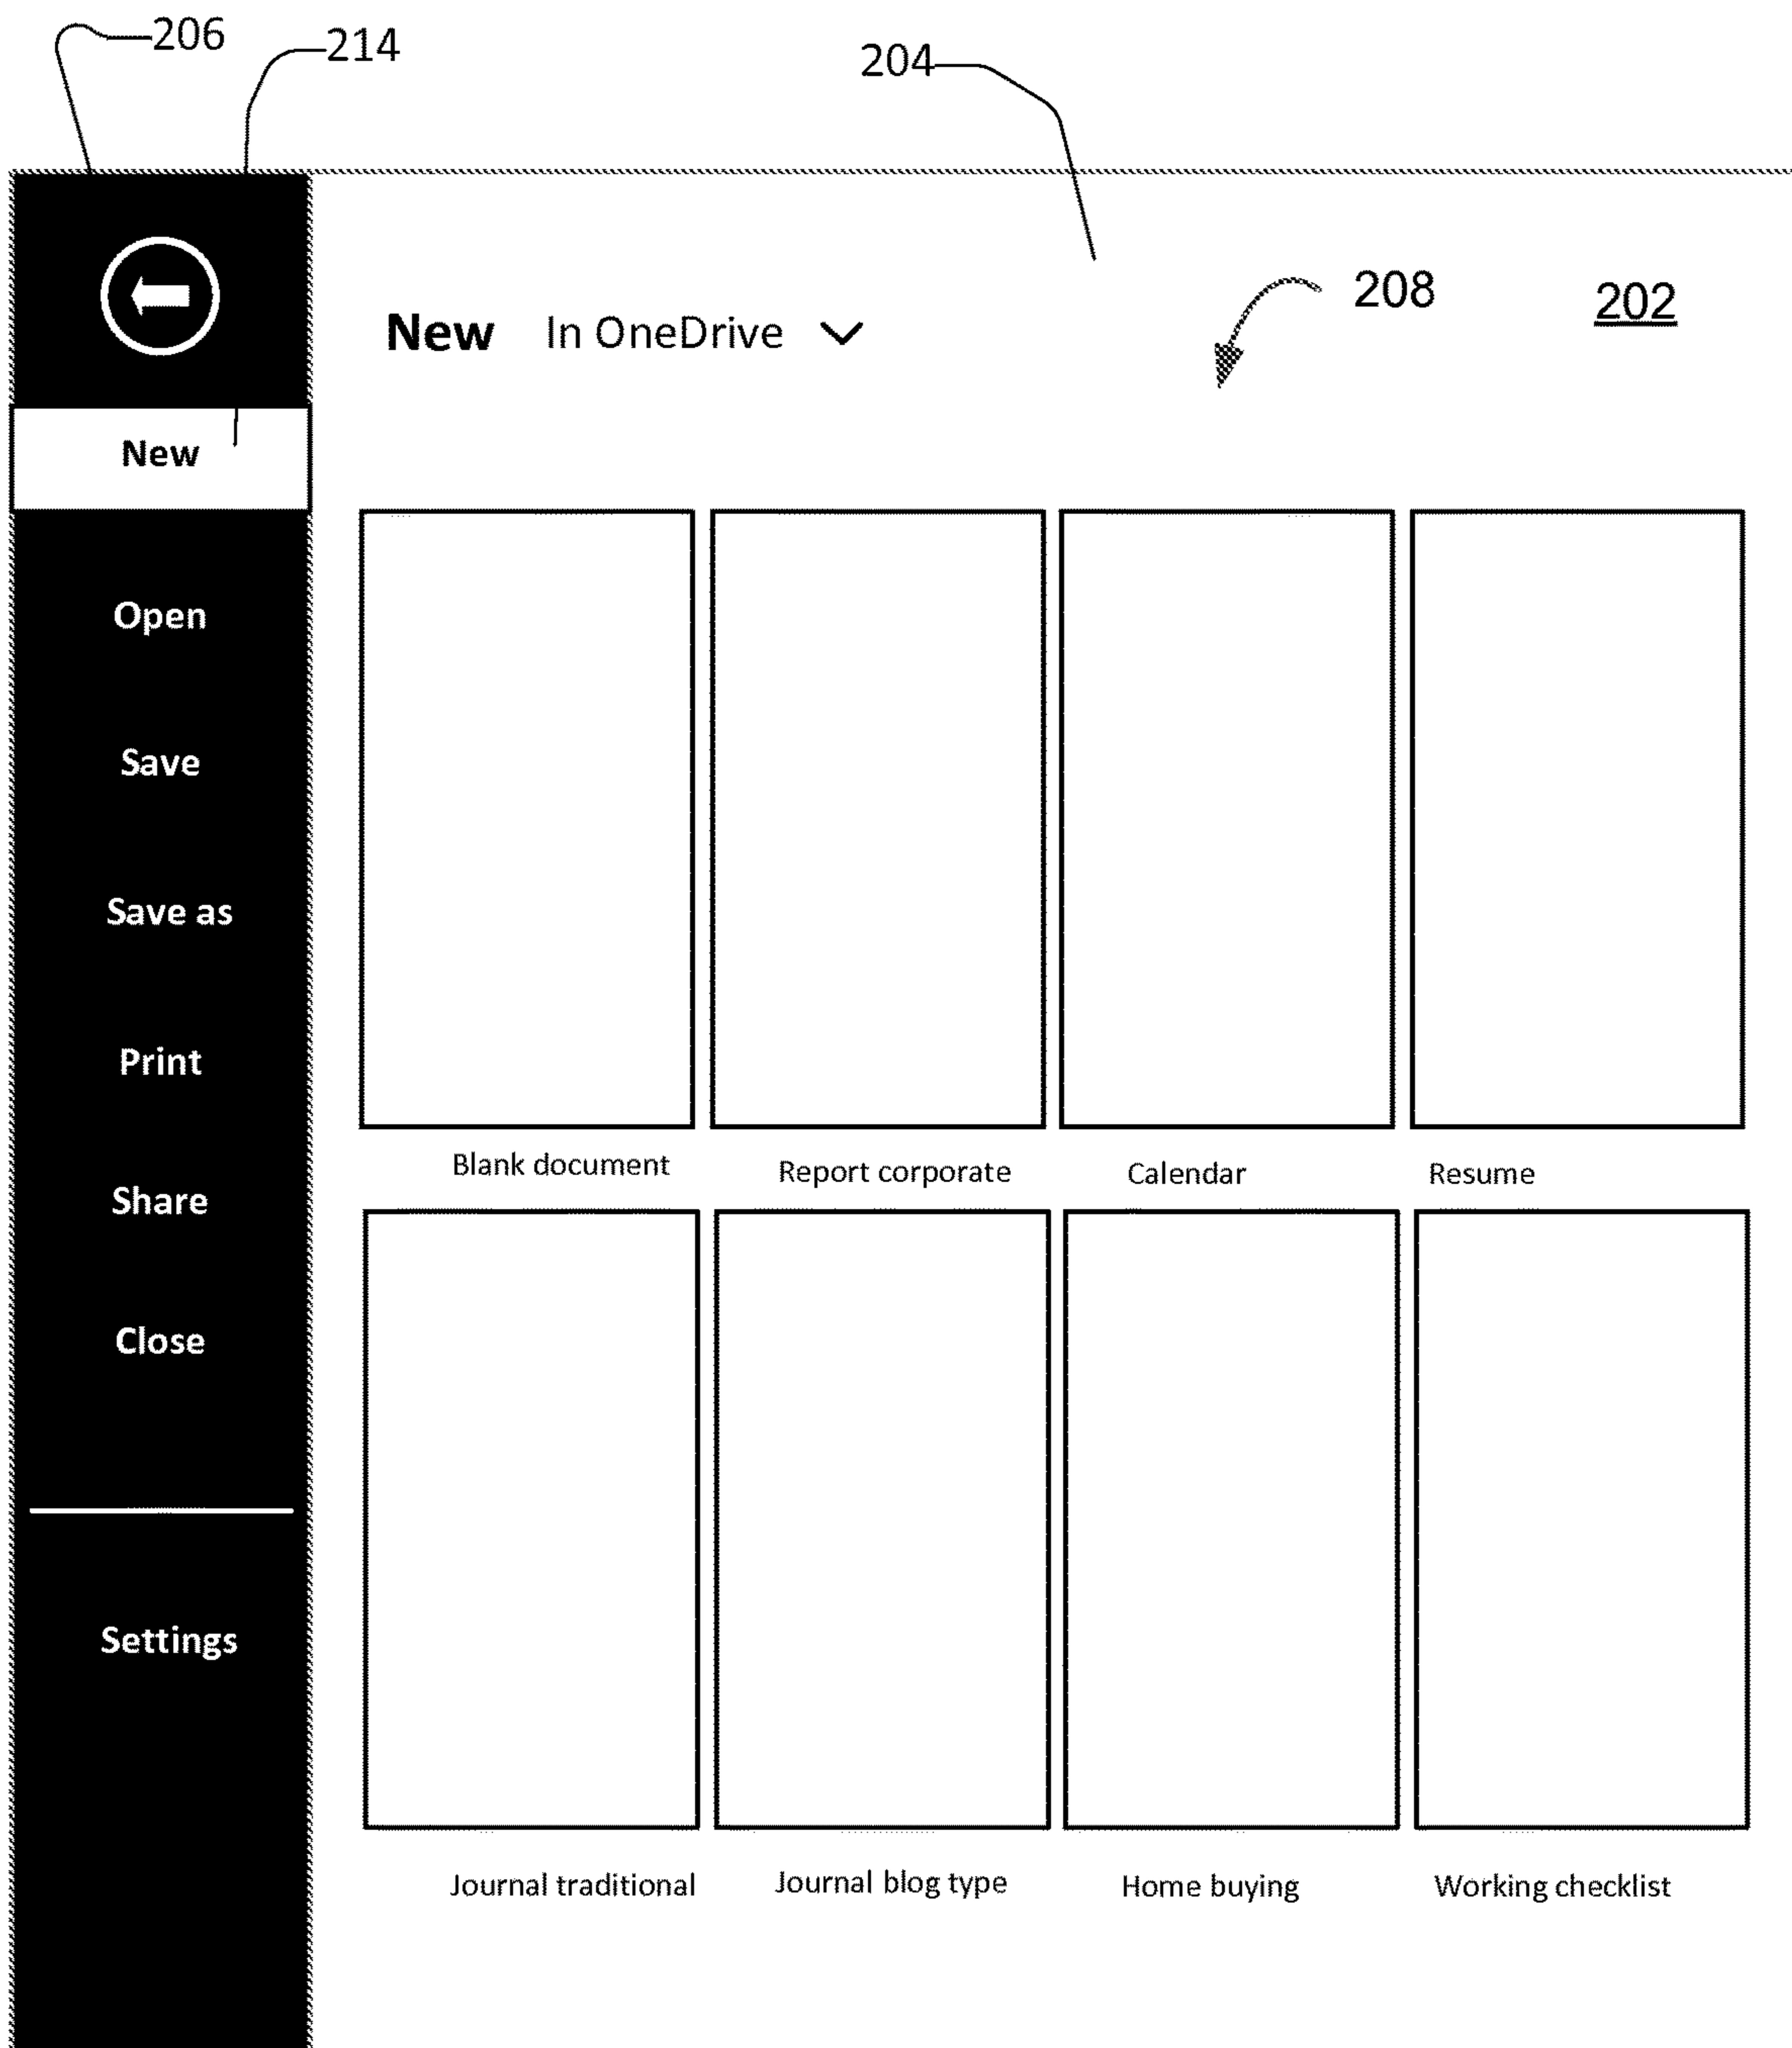 206
214
204
208
202
New In OneDrive
New
Open
Save
Save as
Print
Share
Close
Settings
Blank document
Report corporate
Calendar
Resume
Journal traditional
Journal blog type
Home buying
Working checklist